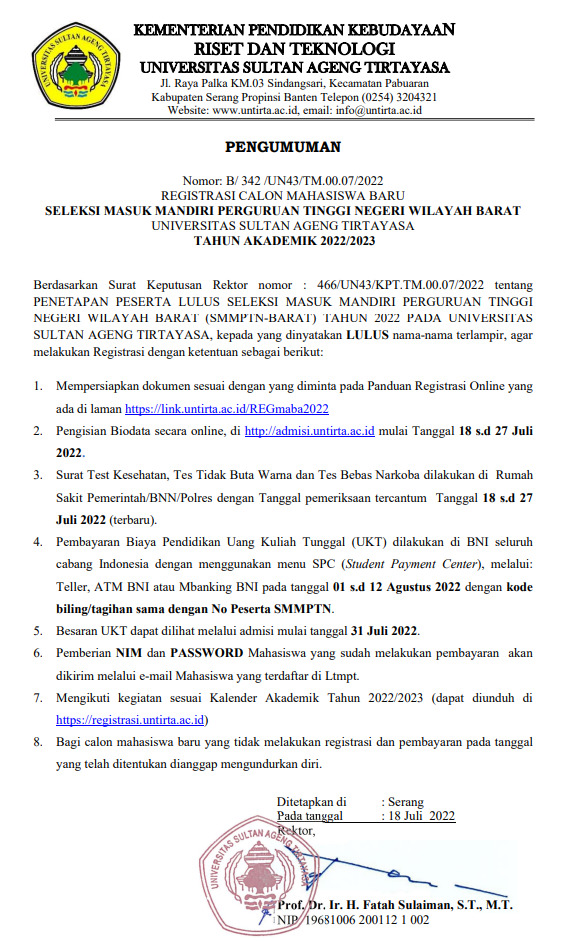 UNIVERSITAS SULTAN AGENG TIRTAYASA
KEMENTERIAN PENDIDIKAN KEBUDAYAAN
RISET DAN TEKNOLOGI
UNIVERSITAS SULTAN AGENG TIRTAYASA
Jl. Raya Palka KM.03 Sindangsari, Kecamatan Pabuaran
Kabupaten Serang Propinsi Banten Telepon (0254) 3204321
Website: www.untirta.ac.id, email: info@untirta.ac.id
PENGUMUMAN
Nomor: B/ 342 /UN43/TM.00.07/2022
REGISTRASI CALON MAHASISWA BARU
SELEKSI MASUK MANDIRI PERGURUAN TINGGI NEGERI WILAYAH BARAT
UNIVERSITAS SULTAN AGENG TIRTAYASA
TAHUN AKADEMIK 2022/2023
Berdasarkan Surat Keputusan Rektor nomor : 466/UN43/KPT.TM.00.07/2022 tentang
PENETAPAN PESERTA LULUS SELEKSI MASUK MANDIRI PERGURUAN TINGGI
NEGERI WILAYAH BARAT (SMMPTN-BARAT) TAHUN 2022 PADA UNIVERSITAS
SULTAN AGENG TIRTAYASA, kepada yang dinyatakan LULUS nama-nama terlampir, agar
melakukan Registrasi dengan ketentuan sebagai berikut:
1. Mempersiapkan dokumen sesuai dengan yang diminta pada Panduan Registrasi Online yang
ada di laman https://link.untirta.ac.id/REGmaba2022
2. Pengisian Biodata secara online, di http://admisi.untirta.ac.id mulai Tanggal 18 s.d 27 Juli
2022.
3. Surat Test Kesehatan, Tes Tidak Buta Warna dan Tes Bebas Narkoba dilakukan di Rumah
Sakit Pemerintah/BNN/Polres dengan Tanggal pemeriksaan tercantum Tanggal 18 s.d 27
Juli 2022 (terbaru).
4. Pembayaran Biaya Pendidikan Uang Kuliah Tunggal (UKT) dilakukan di BNI seluruh
cabang Indonesia dengan menggunakan menu SPC (Student Payment Center), melalui:
Teller, ATM BNI atau Mbanking BNI pada tanggal 01 s.d 12 Agustus 2022 dengan kode
biling/tagihan sama dengan No Peserta SMMPTN.
5. Besaran UKT dapat dilihat melalui admisi mulai tanggal 31 Juli 2022.
6. Pemberian NIM dan PASSWORD Mahasiswa yang sudah melakukan pembayaran akan
dikirim melalui e-mail Mahasiswa yang terdaftar di Ltmpt.
7. Mengikuti kegiatan sesuai Kalender Akademik Tahun 2022/2023 (dapat diunduh di
https://registrasi.untirta.ac.id)
8. Bagi calon mahasiswa baru yang tidak melakukan registrasi dan pembayaran pada tanggal
yang telah ditentukan dianggap mengundurkan diri.
Ditetapkan di : Serang
Pada tanggal : 18 Juli 2022
Rektor,
UNIVERSITAS SULTAN AGENG TIRTAYASA
Prof. Dr. Ir. H. Fatah Sulaiman, S.T., M.T.
NIP. 19681006 200112 1 002